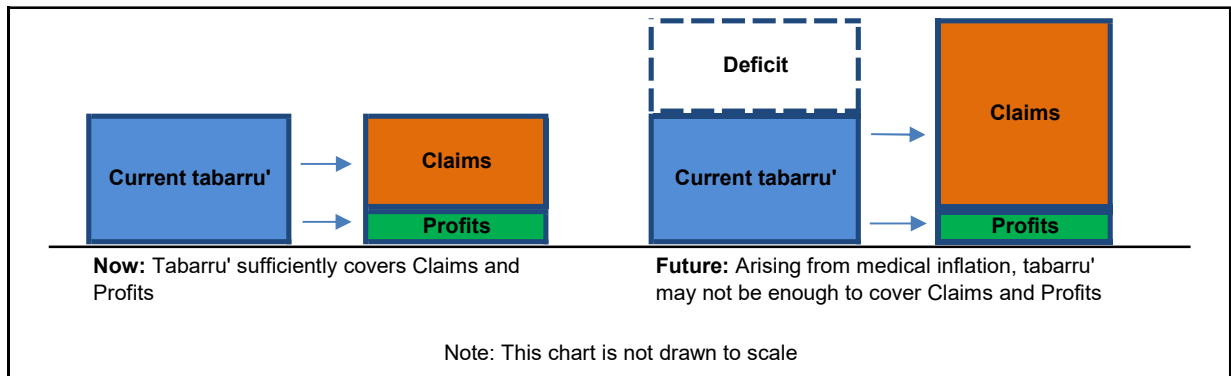 Deficit
Claims
Current tabarru'
Claims
Current tabarru'
Profits
Profits
Now: Tabarru' sufficiently covers Claims and
Profits
Future: Arising from medical inflation, tabarru'
may not be enough to cover Claims and Profits
Note: This chart is not drawn to scale